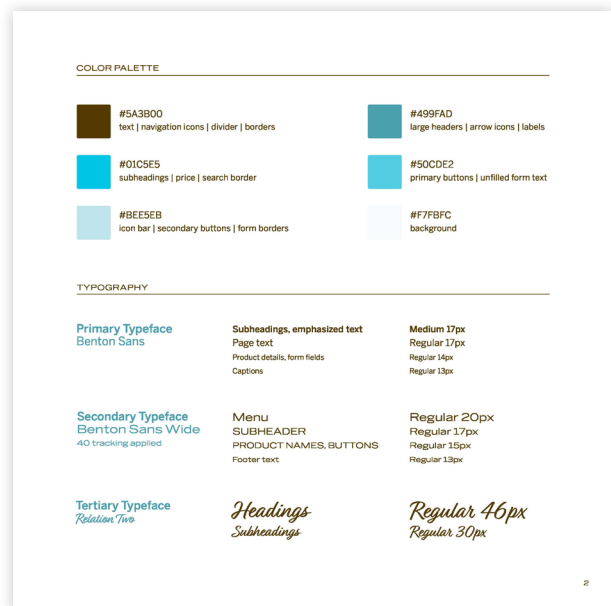 COLOR PALETTE
#5A3B00
text | navigation icons | divider | borders
#499FAD
large headers | arrow icons | labels
#01C5E5
subheadings | price | search border
#50CDE2
primary buttons | unfilled form text
#BEE5EB
icon bar | secondary buttons | form borders
#F7FBFC
background
TYPOGRAPHY
Primary Typeface
Benton Sans
Subheadings, emphasized text
Medium 17px
Page text
Regular 17px
Product details, form fields
Regular 14px
Captions
Regular 13px
Secondary Typeface
Benton Sans Wide
40 tracking applied
Menu
Regular 20px
SUBHEADER
Regular 17px
PRODUCT NAMES, BUTTONS
Regular 15px
Footer text
Regular 13px
Tertiary Typeface
Relation Two
Headings
Regular 46px
Subheadings
Regular 30px
2